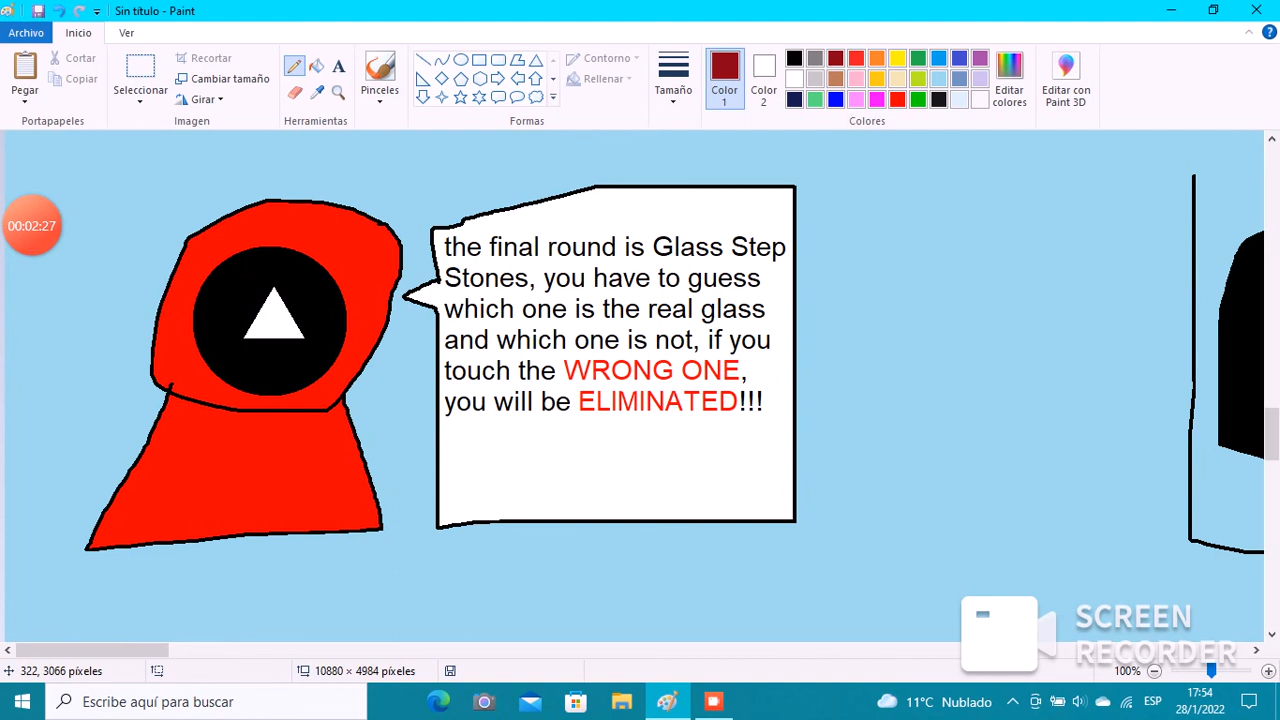 Sin título - Paint
Archivo Inicio Ver
Pegar
Cortar
Copiar
Portapapeles
Seleccionar
Recortar
Cambiar tamaño
Girar
Imagen
A
Herramientas
Pinceles
Contorno
Rellenar
Formas
Tamaño
Color 1
Color 2
Editar colores
Colores
Editar con Paint 3D
00:02:27
the final round is Glass Step
Stones, you have to guess
which one is the real glass
and which one is not, if you
touch the WRONG ONE,
you will be ELIMINATED!!!
SCREEN
RECORDER
322, 3066 píxeles
10880 × 4984 píxeles
100%
Escribe aquí para buscar
11°C Nublado
ESP
17:54
28/1/2022